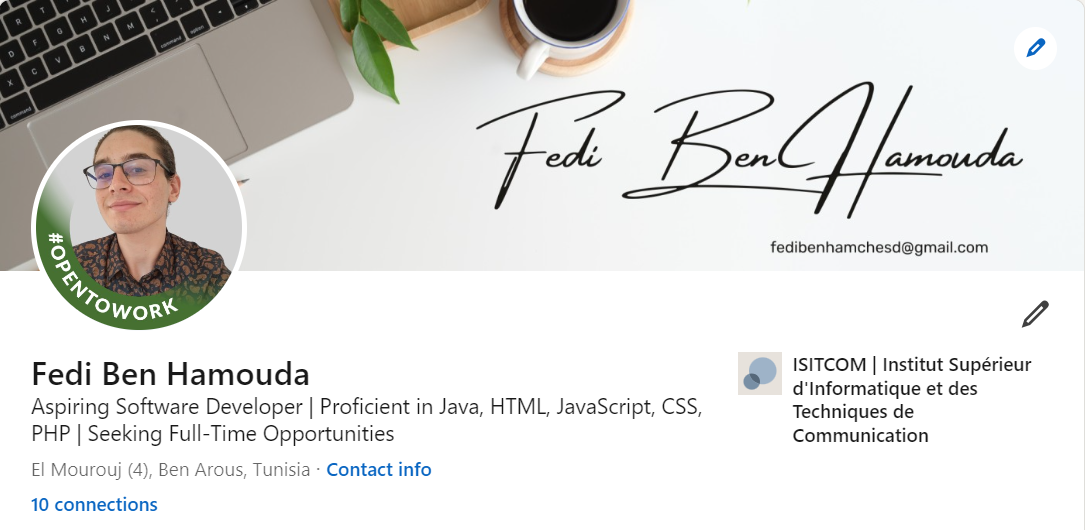 Fedi Ben Hamouda
fedibenhamchesd@gmail.com
#OPENTOWORK
Fedi Ben Hamouda
Aspiring Software Developer | Proficient in Java, HTML, JavaScript, CSS,
PHP | Seeking Full-Time Opportunities
El Mourouj (4), Ben Arous, Tunisia · Contact info
10 connections
ISITCOM | Institut Supérieur
d'Informatique et des
Techniques de
Communication